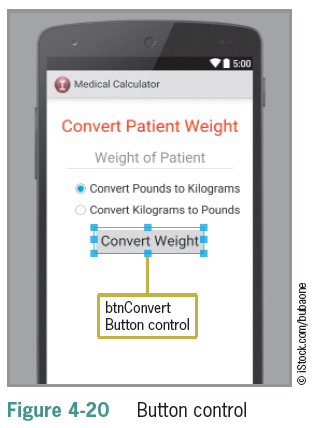 5:00
Medical Calculator
Convert Patient Weight
Weight of Patient
Convert Pounds to Kilograms
Convert Kilograms to Pounds
Convert Weight
btnConvert
Button control
© iStock.com/bubaone
Figure 4-20 Button control